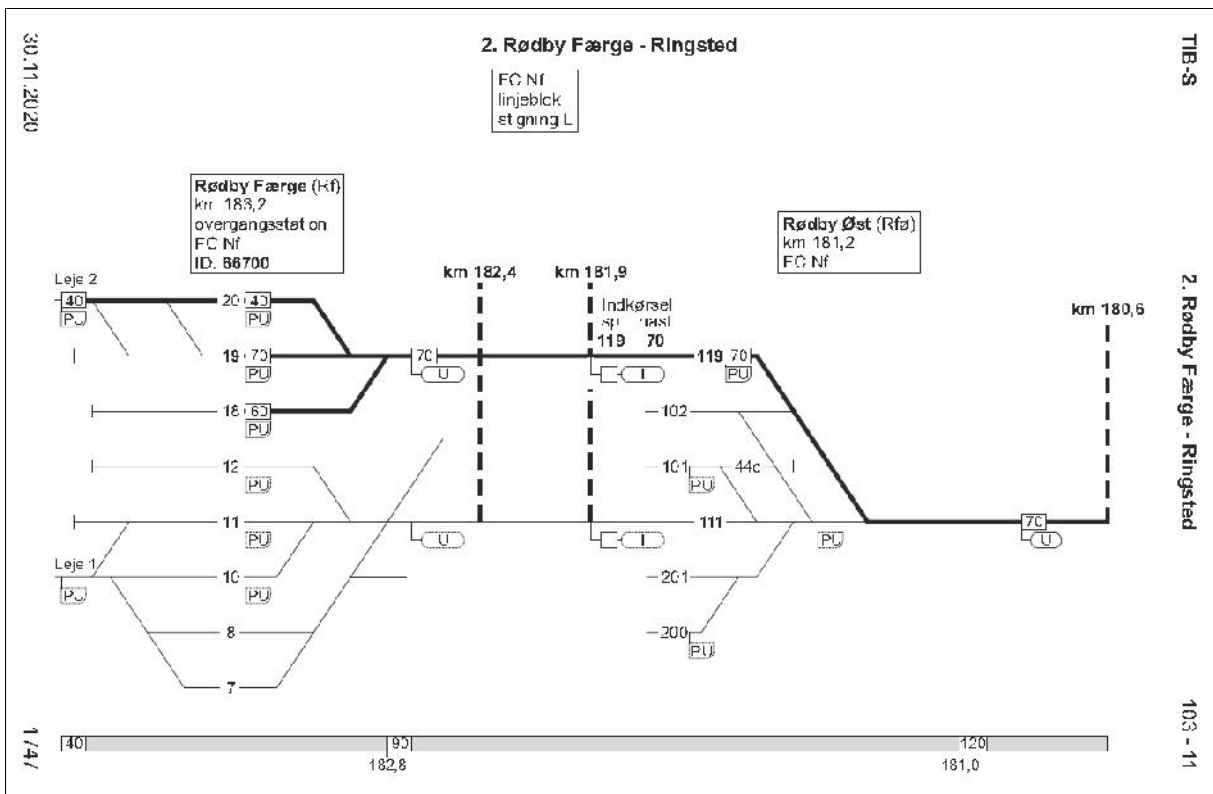 30.11.2020
2. Rødby Færge - Ringsted
TIB-S
FC Nf
linjeblok
stigning L
Rødby Færge (Rf)
km 183,2
overgangsstation
FC Nf
ID. 66700
Rødby Øst (Rfø)
km 181,2
FC Nf
km 182,4
km 181,9
km 180,6
Leje 2
40
20
40
PU
PU
Indkørsel
sp. hast
119 70
19
70
70
119
70
PU
U
I
PU
18
60
102
PU
12
101
44c
PU
PU
11
111
70
PU
U
I
PU
U
Leje 1
10
201
PU
PU
8
200
PU
7
2. Rødby Færge - Ringsted
103 - 11
1747
40
90
120
182,8
181,0